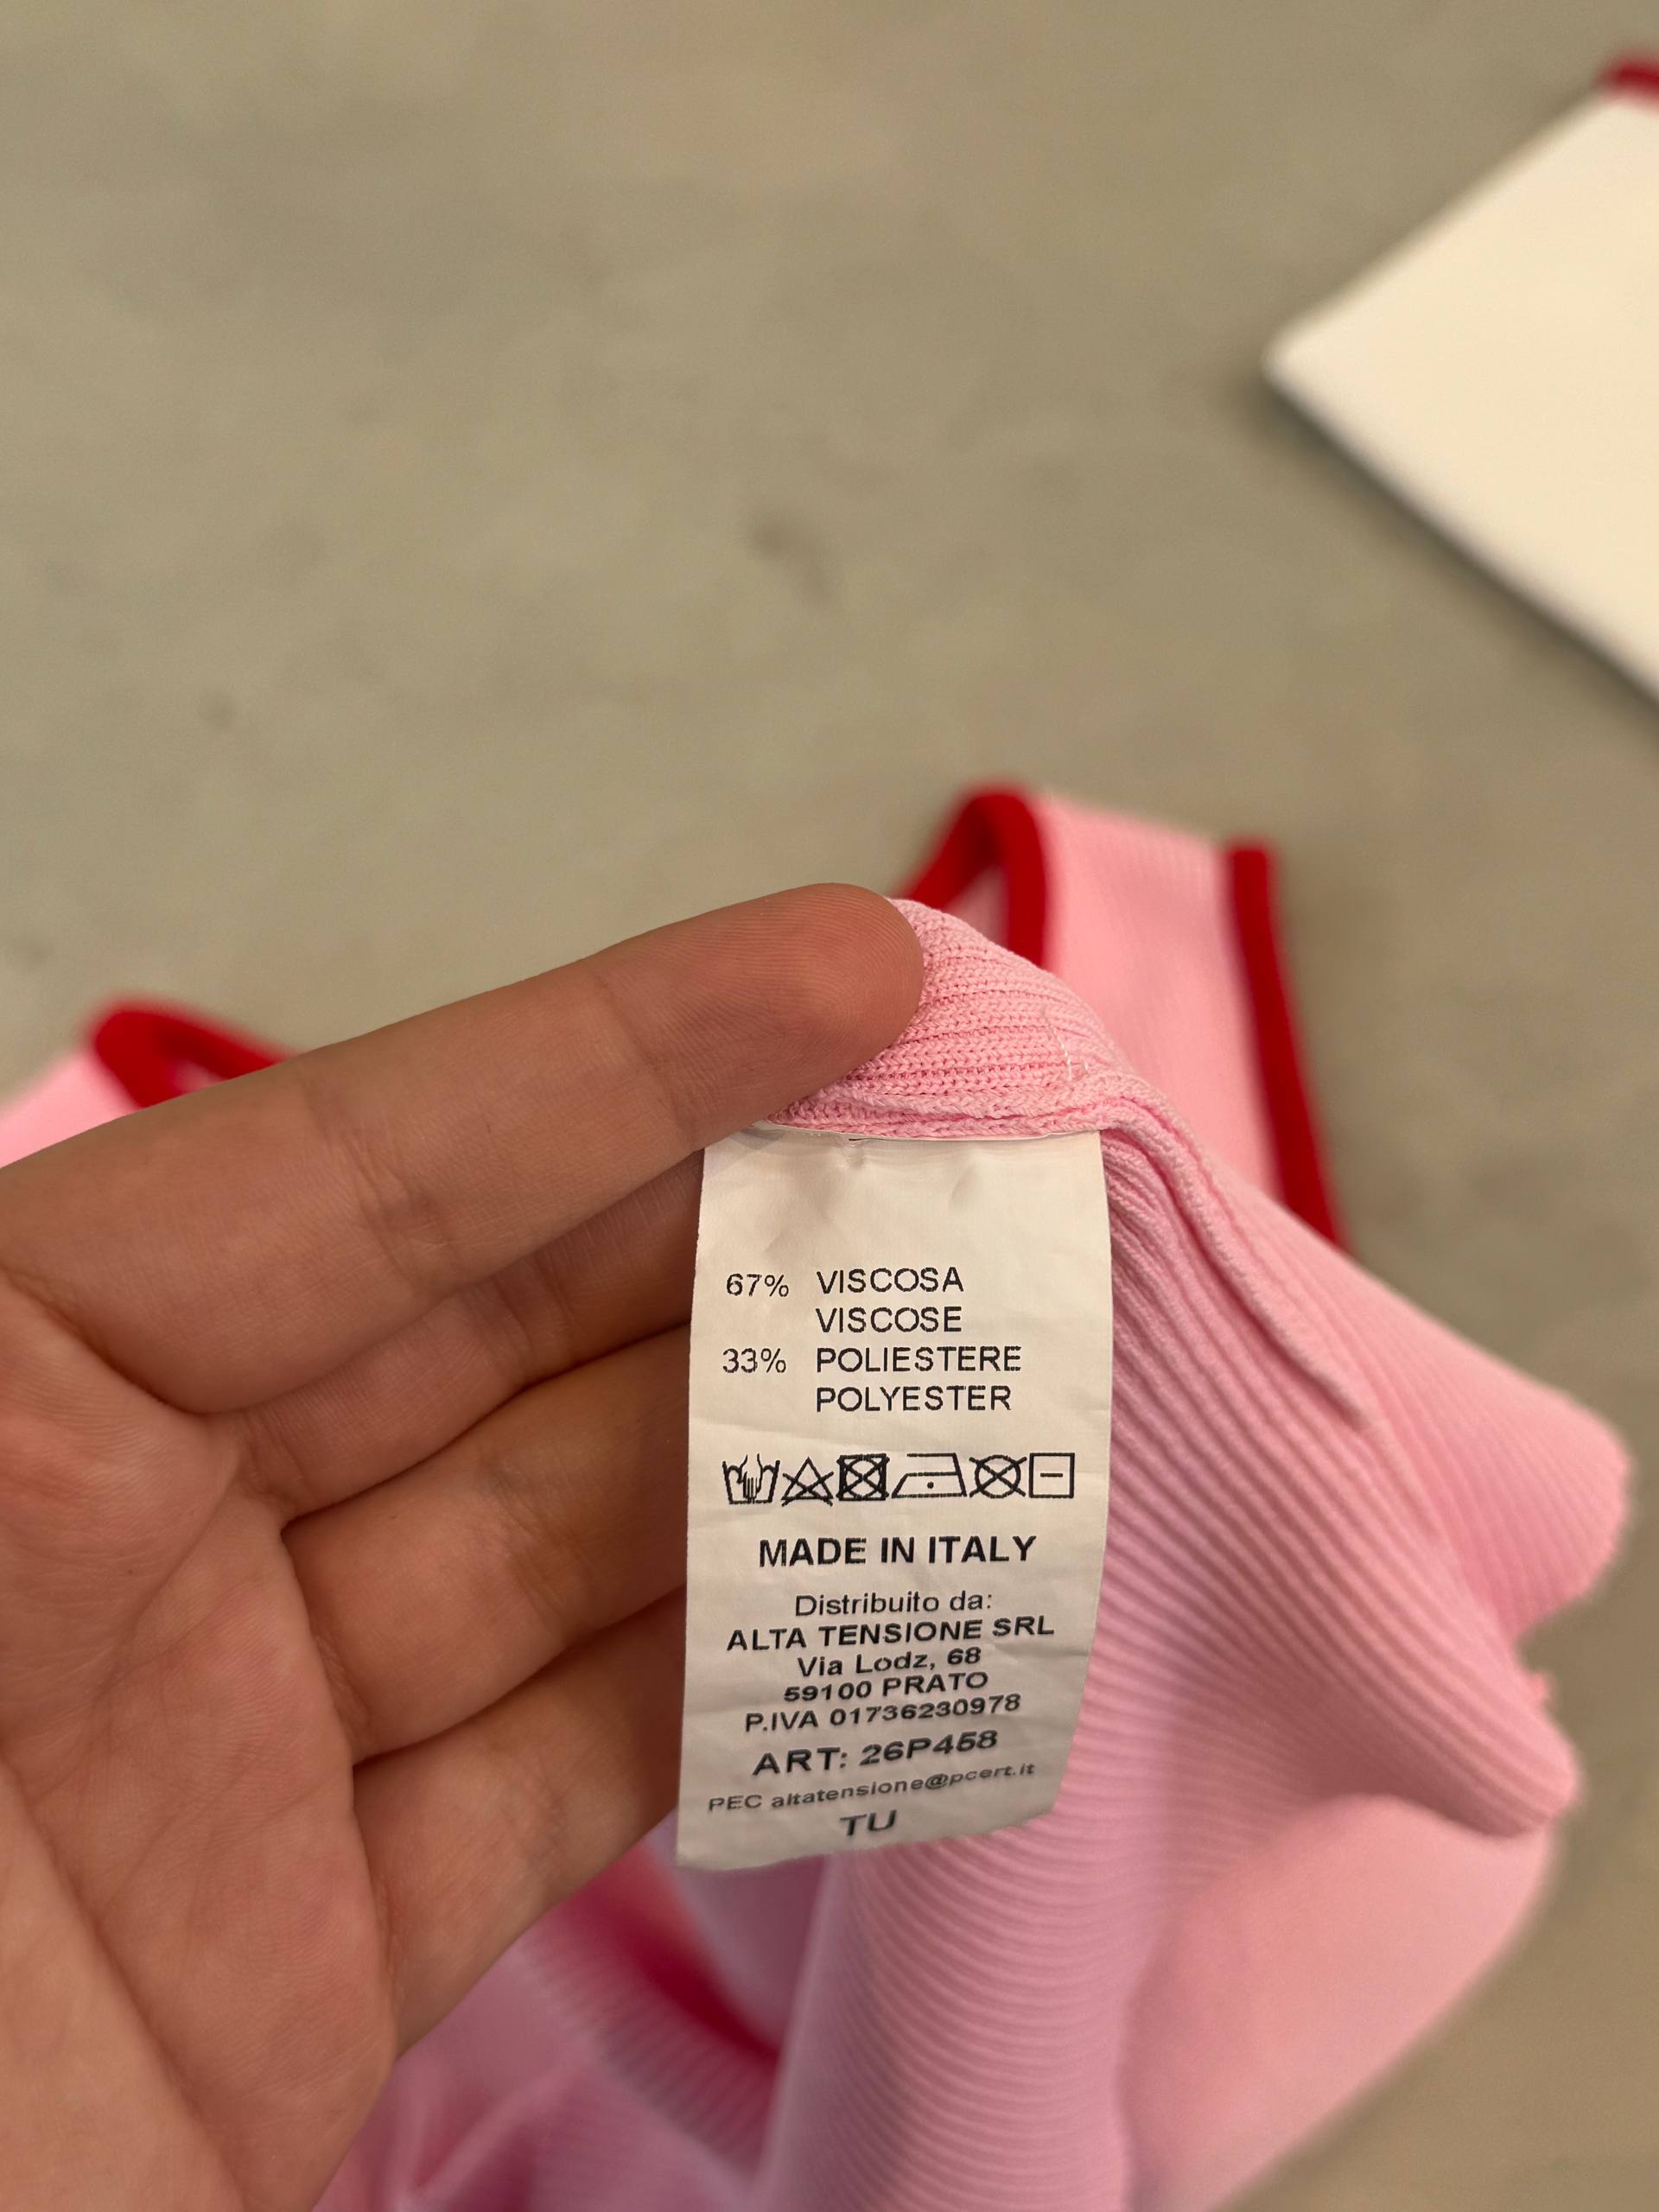 67% VISCOSA
VISCOSE
33% POLIESTERE
POLYESTER
MADE IN ITALY
Distribuito da:
ALTA TENSIONE SRL
Via Lodz, 68
59100 PRATO
P.IVA 01736230978
ART: 26P458
PEC altatensione@pcert.it
TU